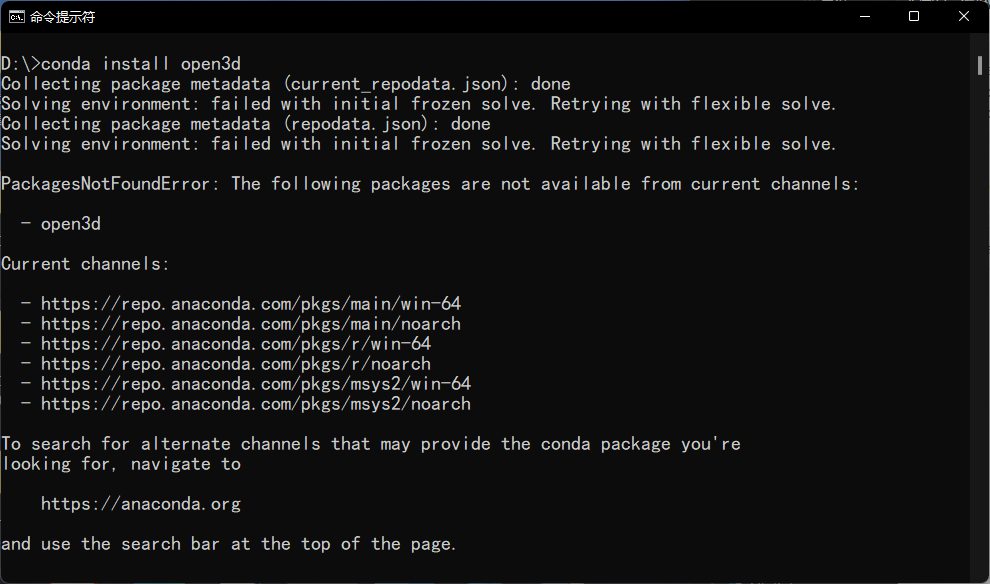 命令提示符
D:\>conda install open3d
Collecting package metadata (current_repodata.json): done
Solving environment: failed with initial frozen solve. Retrying with flexible solve.
Collecting package metadata (repodata.json): done
Solving environment: failed with initial frozen solve. Retrying with flexible solve.
PackagesNotFoundError: The following packages are not available from current channels:
- open3d
Current channels:
- https://repo.anaconda.com/pkgs/main/win-64
- https://repo.anaconda.com/pkgs/main/noarch
- https://repo.anaconda.com/pkgs/r/win-64
- https://repo.anaconda.com/pkgs/r/noarch
- https://repo.anaconda.com/pkgs/msys2/win-64
- https://repo.anaconda.com/pkgs/msys2/noarch
To search for alternate channels that may provide the conda package you're
looking for, navigate to
https://anaconda.org
and use the search bar at the top of the page.